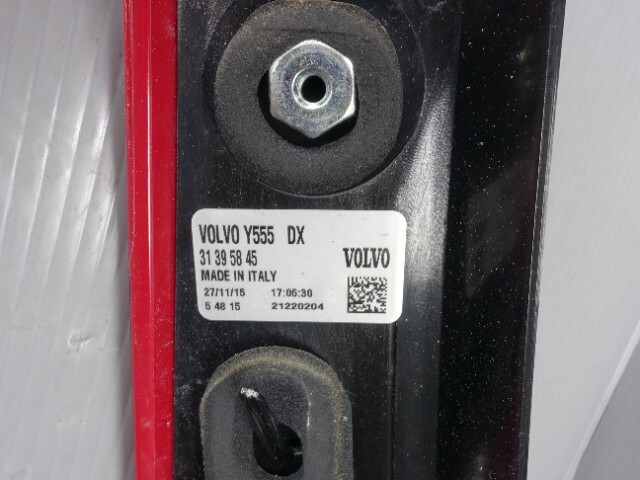 VOLVO Y555 DX
31 39 58 45 VOLVO
MADE IN ITALY
27/11/15 17:06:30
5 48 15 21220204